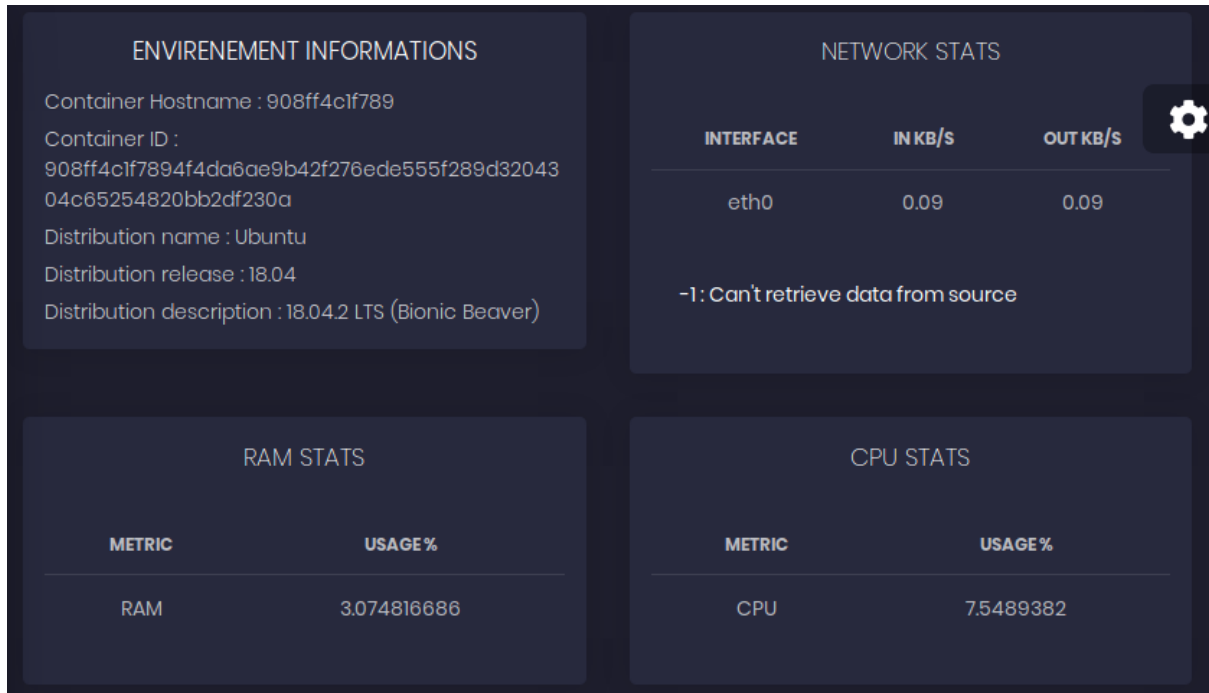 ENVIRENEMENT INFORMATIONS
Container Hostname : 908ff4c1f789
Container ID :
908ff4c1f7894f4da6ae9b42f276ede555f289d32043
04c65254820bb2df230a
Distribution name : Ubuntu
Distribution release : 18.04
Distribution description : 18.04.2 LTS (Bionic Beaver)
NETWORK STATS
INTERFACE IN KB/S OUT KB/S
eth0 0.09 0.09
-1 : Can't retrieve data from source
RAM STATS
METRIC USAGE %
RAM 3.074816686
CPU STATS
METRIC USAGE %
CPU 7.5489382